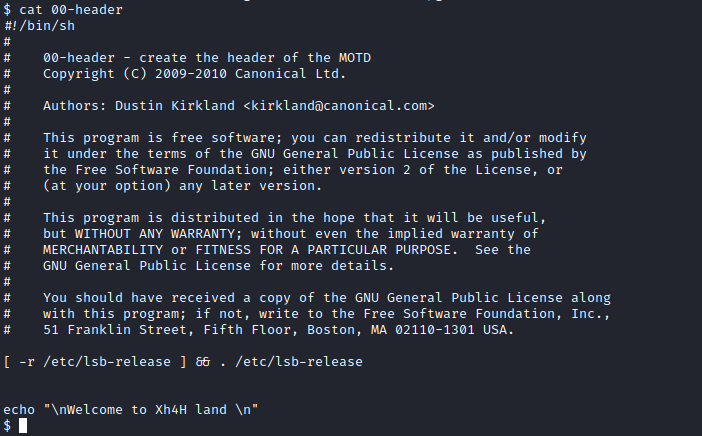 $ cat 00-header
#!/bin/sh
#
#    00-header - create the header of the MOTD
#    Copyright (C) 2009-2010 Canonical Ltd.
#
#    Authors: Dustin Kirkland <kirkland@canonical.com>
#
#    This program is free software; you can redistribute it and/or modify
#    it under the terms of the GNU General Public License as published by
#    the Free Software Foundation; either version 2 of the License, or
#    (at your option) any later version.
#
#    This program is distributed in the hope that it will be useful,
#    but WITHOUT ANY WARRANTY; without even the implied warranty of
#    MERCHANTABILITY or FITNESS FOR A PARTICULAR PURPOSE.  See the
#    GNU General Public License for more details.
#
#    You should have received a copy of the GNU General Public License along
#    with this program; if not, write to the Free Software Foundation, Inc.,
#    51 Franklin Street, Fifth Floor, Boston, MA 02110-1301 USA.
[ -r /etc/lsb-release ] && . /etc/lsb-release
echo "\nWelcome to Xh4H land \n"
$